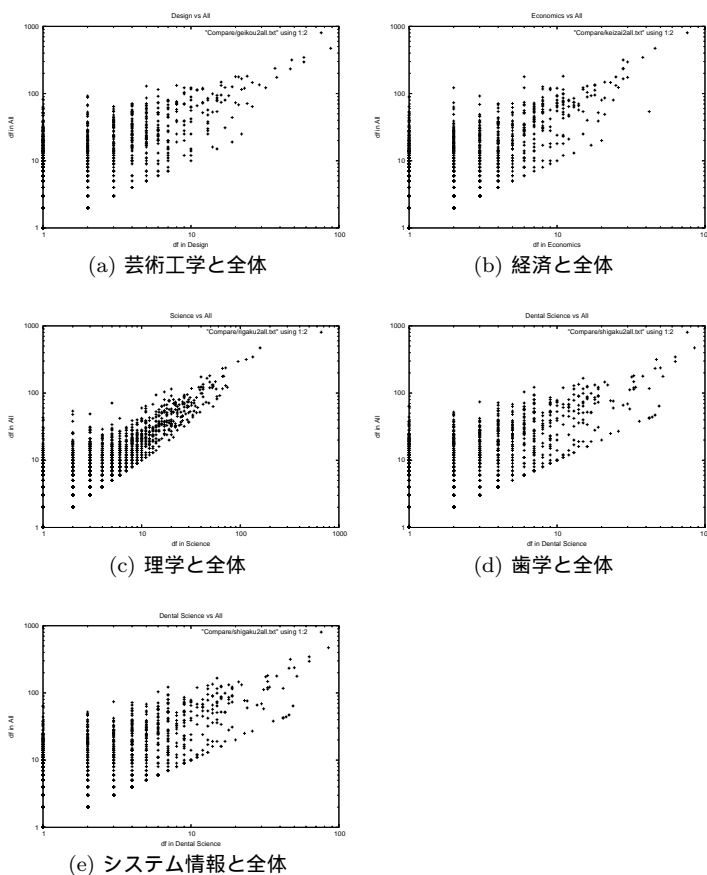 Design vs All
"Compare/geikou2all.txt" using 1:2
1000
100
10
1
df in All
1
10
100
df in Design
(a) 芸術工学と全体
Economics vs All
"Compare/keizai2all.txt" using 1:2
1000
100
10
1
df in All
1
10
100
df in Economics
(b) 経済と全体
Science vs All
"Compare/rigaku2all.txt" using 1:2
1000
100
10
1
df in All
1
10
100
1000
df in Science
(c) 理学と全体
Dental Science vs All
"Compare/shigaku2all.txt" using 1:2
1000
100
10
1
df in All
1
10
100
df in Dental Science
(d) 歯学と全体
Dental Science vs All
"Compare/shigaku2all.txt" using 1:2
1000
100
10
1
df in All
1
10
100
df in Dental Science
(e) システム情報と全体